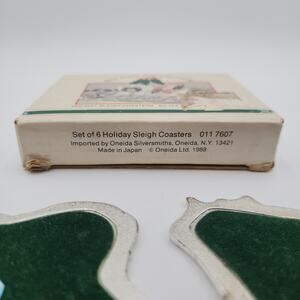 Set of 6 Holiday Sleigh Coasters 011 7607
Imported by Oneida Silversmiths, Oneida, N.Y. 13421
Made in Japan © Oneida Ltd. 1988